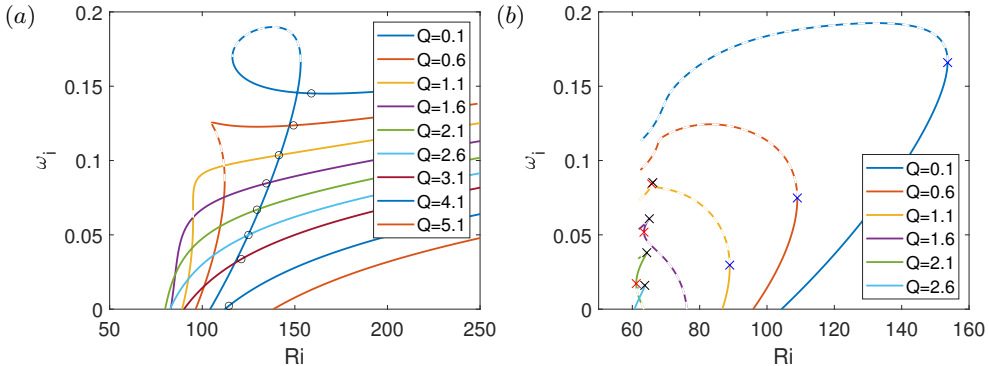 (a)
0.2
0.15
0.1
0.05
0
ω_i
50
100
150
200
250
Ri
Q=0.1
Q=0.6
Q=1.1
Q=1.6
Q=2.1
Q=2.6
Q=3.1
Q=4.1
Q=5.1
(b)
0.2
0.15
0.1
0.05
0
ω_i
60
80
100
120
140
160
Ri
Q=0.1
Q=0.6
Q=1.1
Q=1.6
Q=2.1
Q=2.6